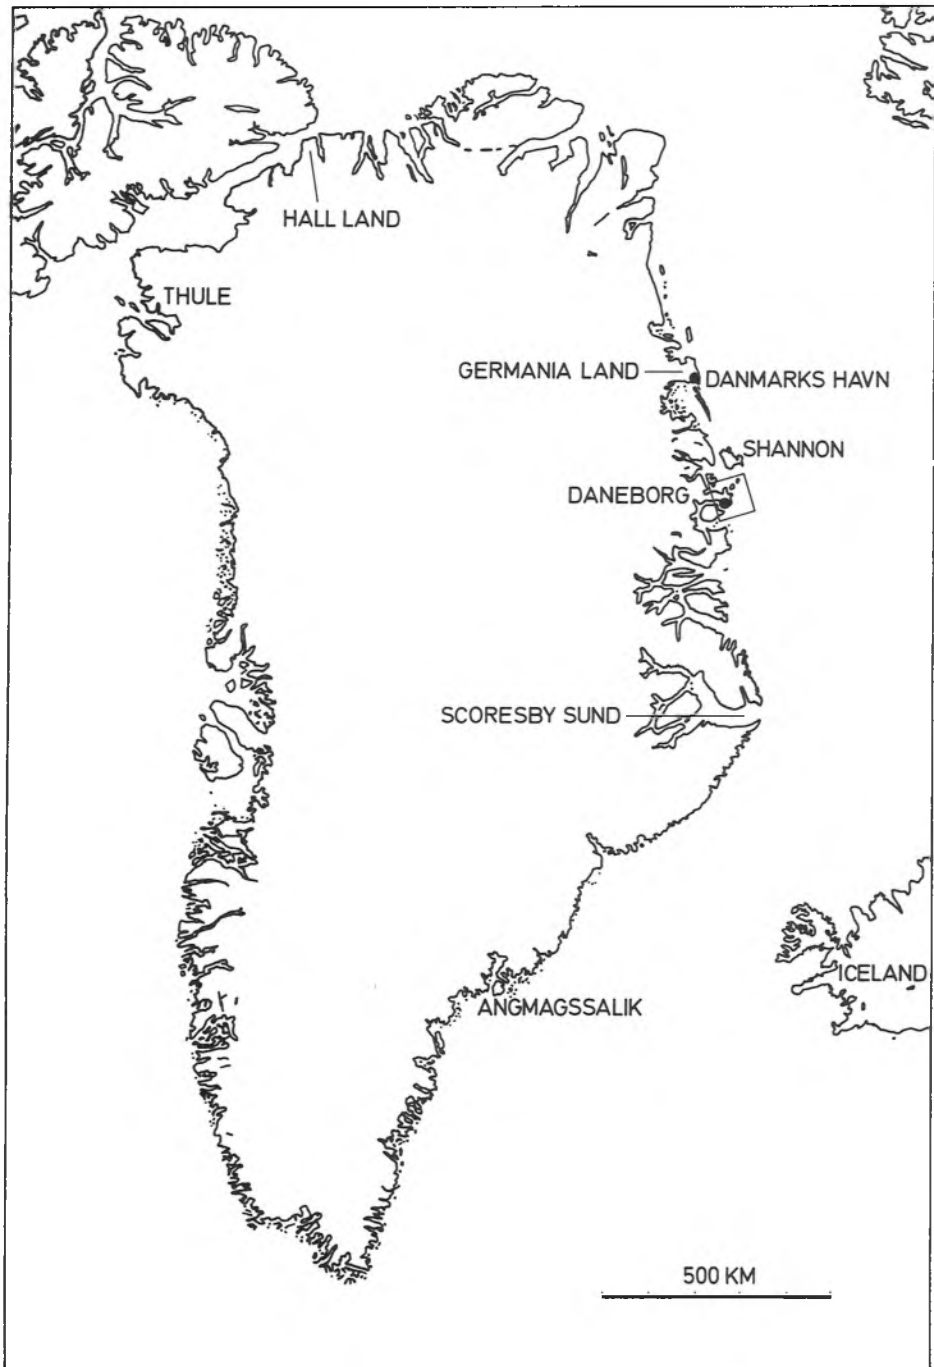 HALL LAND
THULE
GERMANIA LAND
DANMARKS HAVN
SHANNON
DANEBORG
SCORESBY SUND
ICELAND
ANGMAGSSALIK
500 KM